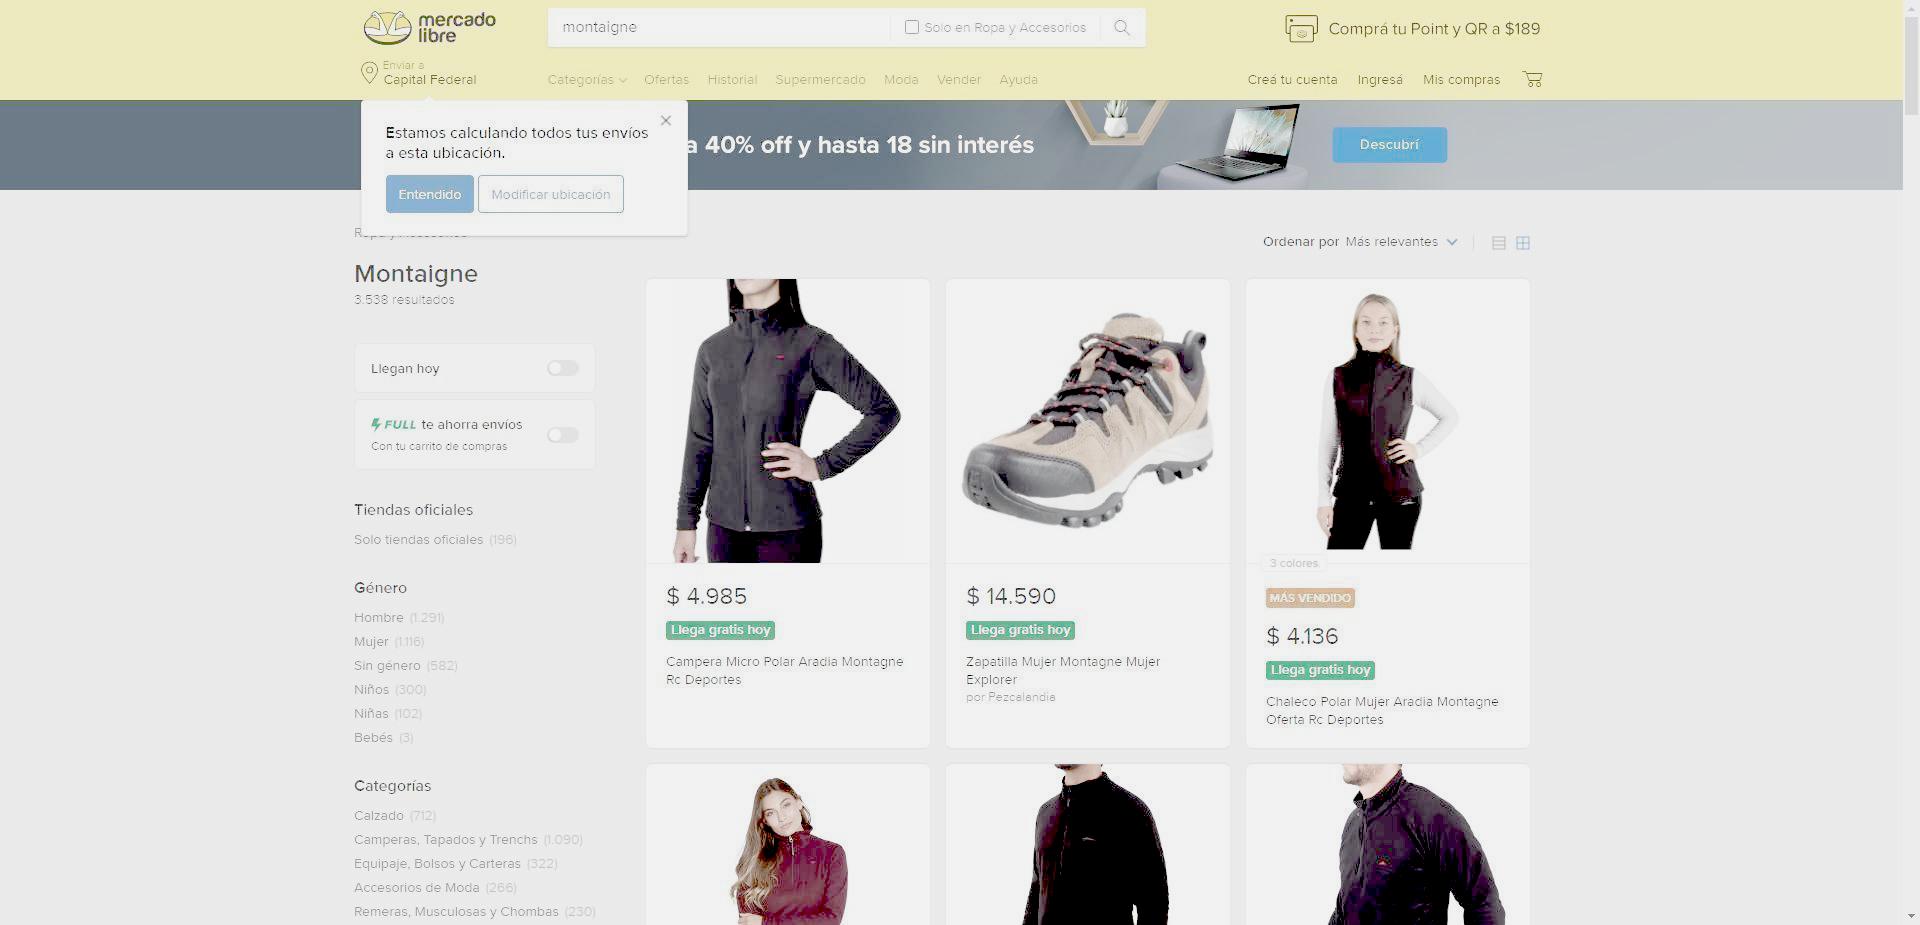 mercado
libre
montaigne
Solo en Ropa y Accesorios
Comprá tu Point y QR a $189
Enviar a
Capital Federal
Categorías
Ofertas
Historial
Supermercado
Moda
Vender
Ayuda
Creá tu cuenta
Ingresá
Mis compras
Estamos calculando todos tus envíos
a esta ubicación.
Entendido
Modificar ubicación
a 40% off y hasta 18 sin interés
Descubrí
Ordenar por Más relevantes
Montaigne
3.538 resultados
Llegan hoy
FULL te ahorra envíos
Con tu carrito de compras
Tiendas oficiales
Solo tiendas oficiales (196)
Género
Hombre (1.291)
Mujer (1.116)
Sin género (582)
Niños (300)
Niñas (102)
Bebés (3)
Categorías
Calzado (712)
Camperas, Tapados y Trenchs (1.090)
Equipaje, Bolsos y Carteras (322)
Accesorios de Moda (266)
Remeras, Musculosas y Chombas (230)
$ 4.985
Llega gratis hoy
Campera Micro Polar Aradia Montagne
Rc Deportes
$ 14.590
Llega gratis hoy
Zapatilla Mujer Montagne Mujer
Explorer
por Pezcalandia
3 colores
MÁS VENDIDO
$ 4.136
Llega gratis hoy
Chaleco Polar Mujer Aradia Montagne
Oferta Rc Deportes